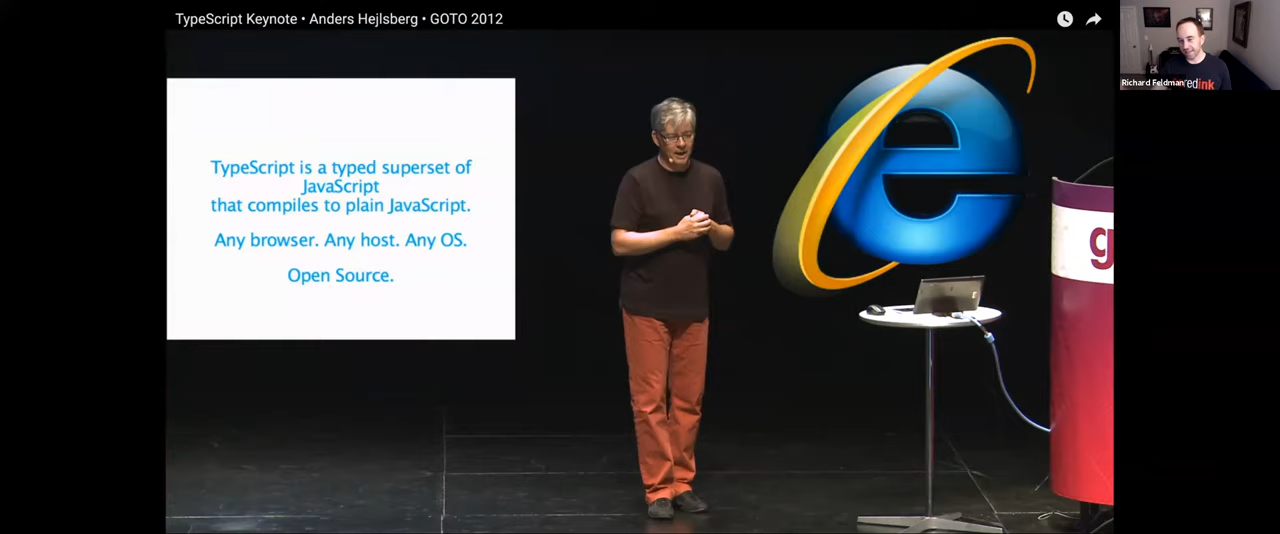 TypeScript Keynote • Anders Hejlsberg • GOTO 2012
Richard Feldman
redink
TypeScript is a typed superset of
JavaScript
that compiles to plain JavaScript.
Any browser. Any host. Any OS.
Open Source.